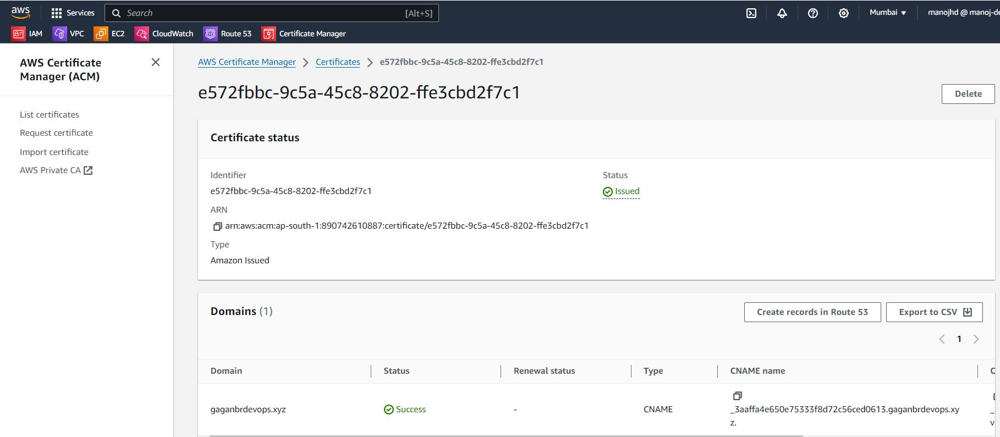 aws
Services
Search
[Alt+S]
Mumbai
manojhd @ manoj-de
IAM
VPC
EC2
CloudWatch
Route 53
Certificate Manager
AWS Certificate
Manager (ACM)
List certificates
Request certificate
Import certificate
AWS Private CA
AWS Certificate Manager > Certificates > e572fbbc-9c5a-45c8-8202-ffe3cbd2f7c1
e572fbbc-9c5a-45c8-8202-ffe3cbd2f7c1
Delete
Certificate status
Identifier
e572fbbc-9c5a-45c8-8202-ffe3cbd2f7c1
Status
Issued
ARN
arn:aws:acm:ap-south-1:890742610887:certificate/e572fbbc-9c5a-45c8-8202-ffe3cbd2f7c1
Type
Amazon Issued
Domains (1)
Create records in Route 53
Export to CSV
1
Domain
Status
Renewal status
Type
CNAME name
gaganbrdevops.xyz
Success
-
CNAME
_3aaffa4e650e75333f8d72c56ced0613.gaganbrdevops.xy
z.